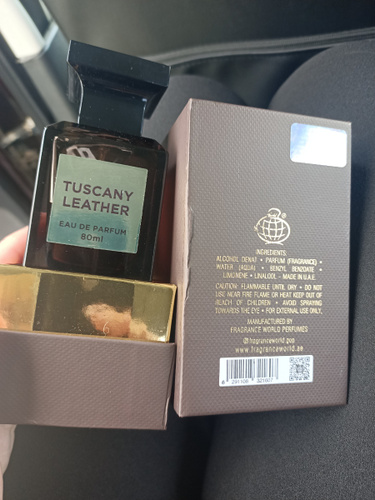 TUSCANY
LEATHER
EAU DE PARFUM
80ml
INGREDIENTS:
ALCOHOL DENAT • PARFUM (FRAGRANCE) •
WATER (AQUA) • BENZYL BENZOATE •
LIMONENE • LINALOOL - MADE IN U.A.E
CAUTION: FLAMMABLE UNTIL DRY • DO NOT
USE NEAR FIRE FLAME OR HEAT KEEP OUT OF
REACH OF CHILDREN • AVOID SPRAYING
TOWARDS THE EYE • FOR EXTERNAL USE ONLY,
MANUFACTURED BY
FRAGRANCE WORLD PERFUMES
www.fragranceworld.ae